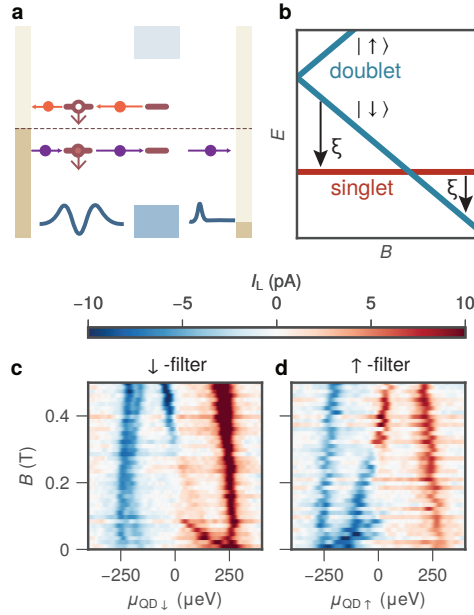 a
b
E
|↑⟩
doublet
|↓⟩
ξ
singlet
ξ
B
I_L (pA)
−10 −5 0 5 10
c ↓-filter
d ↑-filter
B (T)
0.4
0.2
0
−250 0 250
−250 0 250
μ_QD↓ (μeV)
μ_QD↑ (μeV)